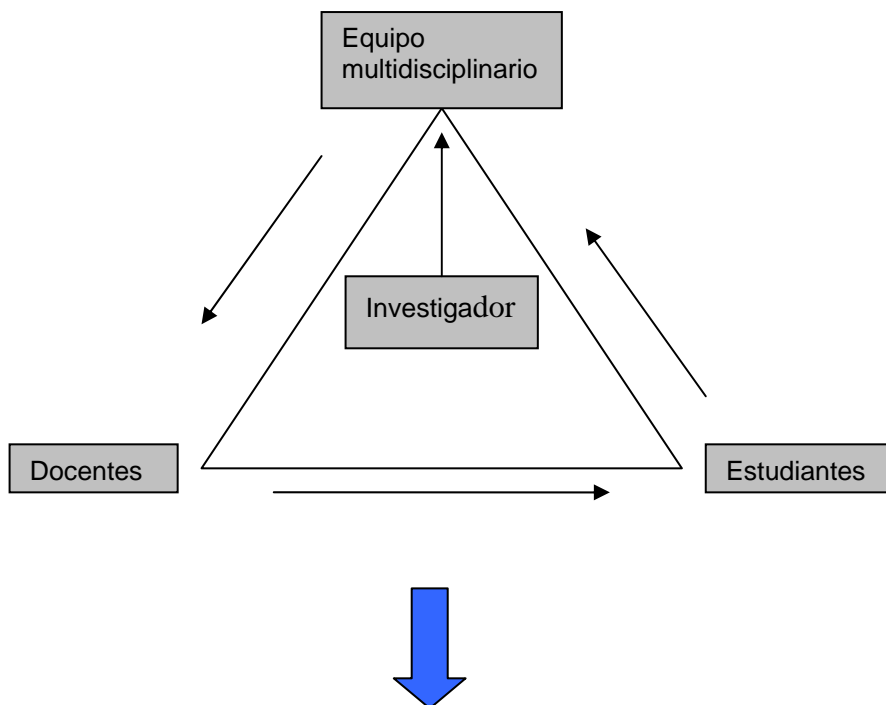 Equipo
multidisciplinario
Investigador
Docentes
Estudiantes